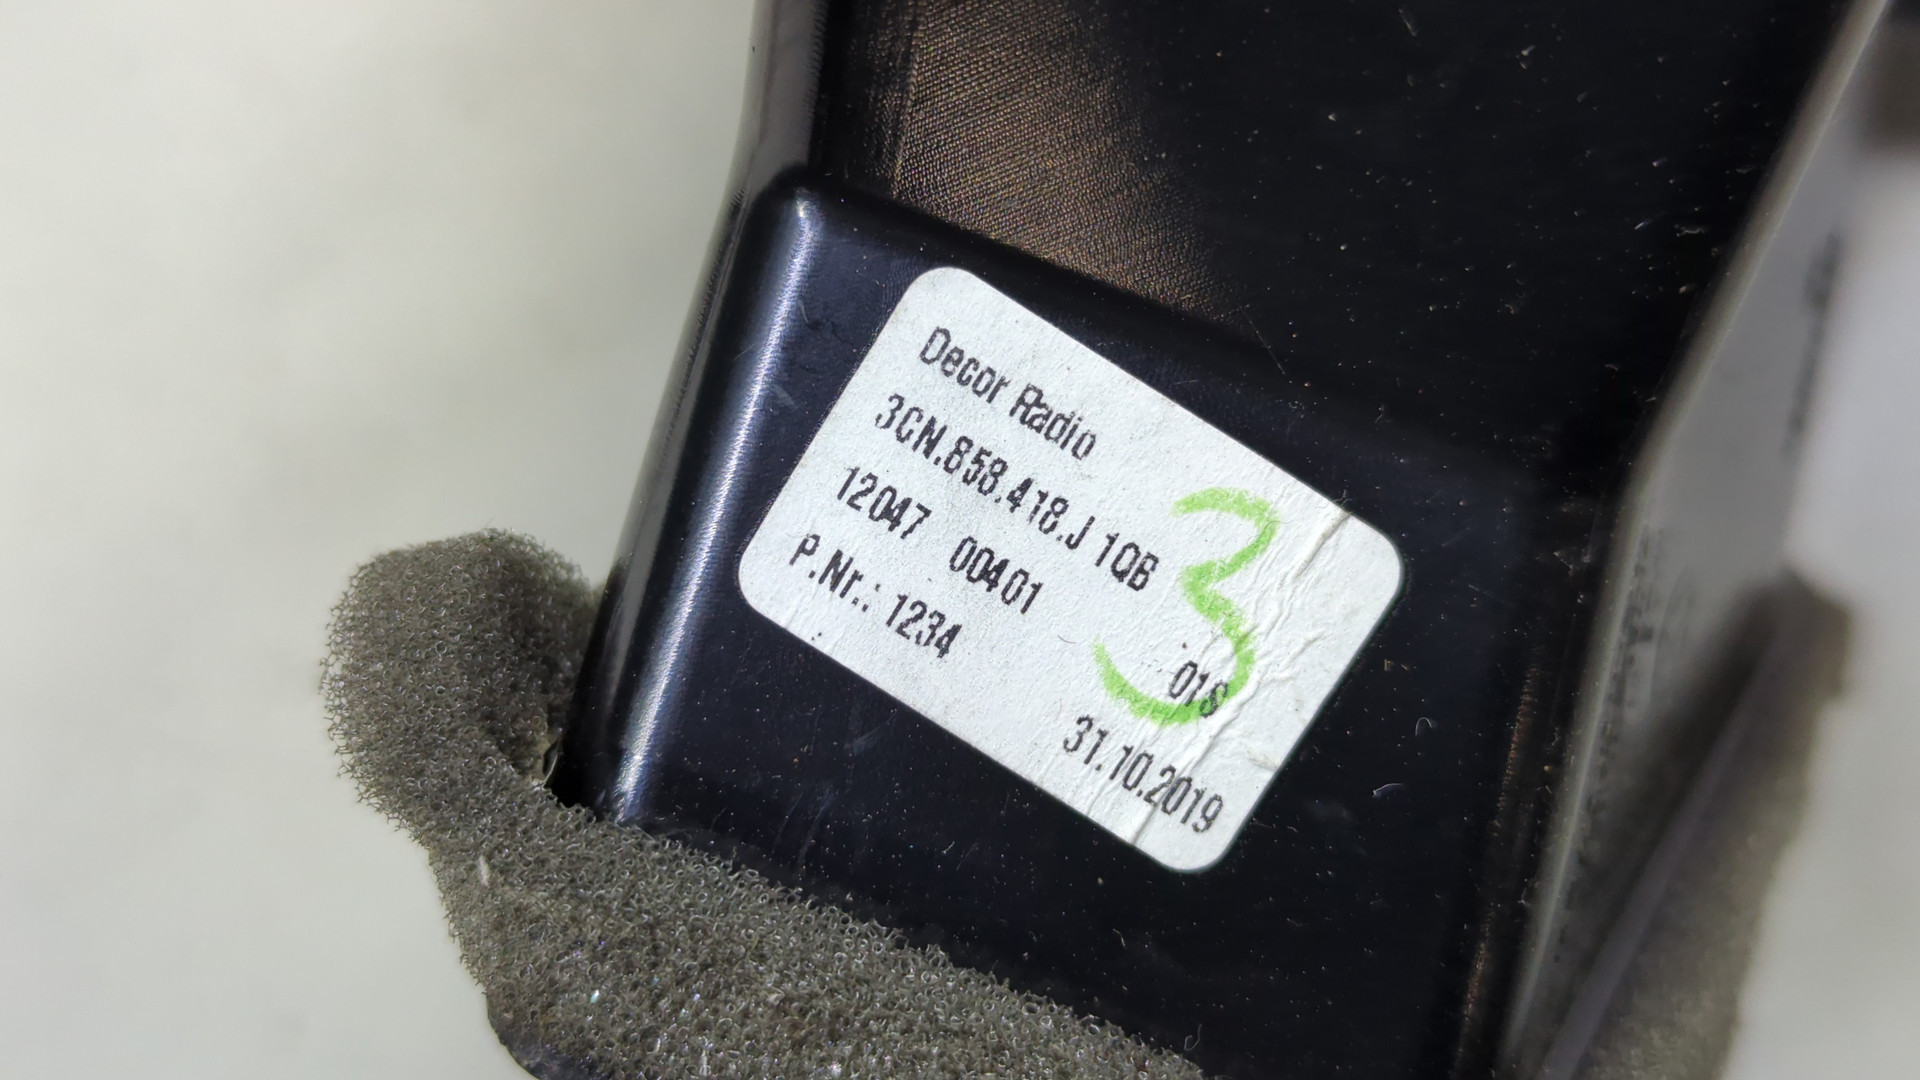 Decor Radio
3CN.858.418.J 1QB
12047 00401
P.Nr.: 1234
3
01S
31.10.2019